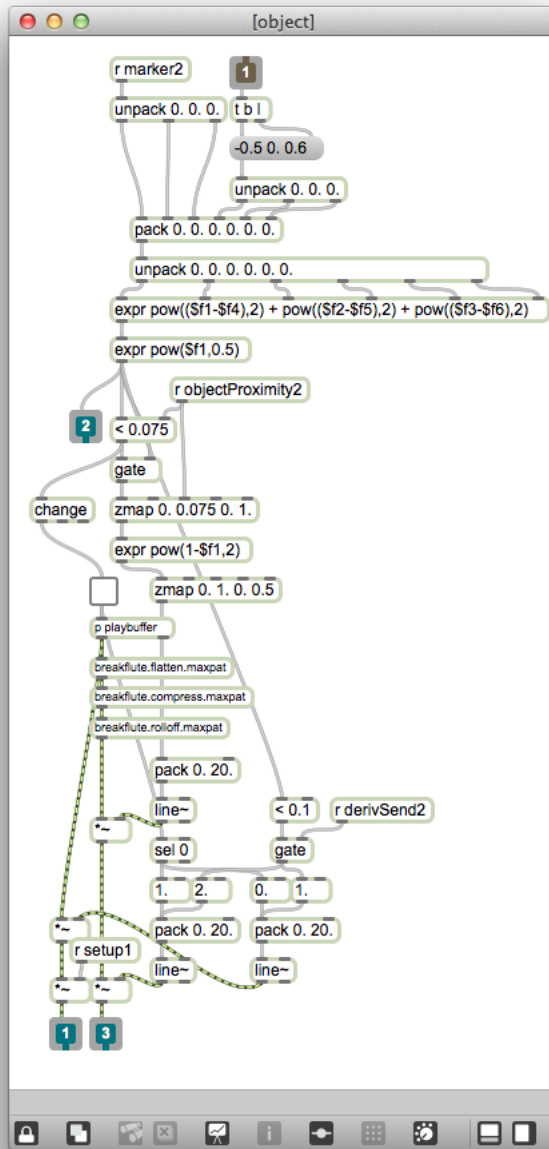 [object]
r marker2
1
unpack 0. 0. 0.
t b l
-0.5 0. 0.6
unpack 0. 0. 0.
pack 0. 0. 0. 0. 0. 0.
unpack 0. 0. 0. 0. 0. 0.
expr pow(($f1-$f4),2) + pow(($f2-$f5),2) + pow(($f3-$f6),2)
expr pow($f1,0.5)
r objectProximity2
2
< 0.075
gate
change
zmap 0. 0.075 0. 1.
expr pow(1-$f1,2)
zmap 0. 1. 0. 0.5
p playbuffer
breakflute.flatten.maxpat
breakflute.compress.maxpat
breakflute.rolloff.maxpat
pack 0. 20.
line~
< 0.1
r derivSend2
*~
sel 0
gate
1.
2.
0.
1.
*~
pack 0. 20.
pack 0. 20.
r setup1
line~
line~
*~
*~
1
3